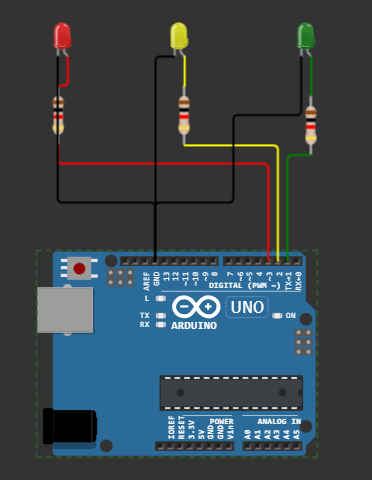 AREF
GND
13
12
~11
~10
~9
8
7
~6
~5
4
~3
2
TX→1
RX←0
DIGITAL (PWM ~)
L
TX
RX
UNO
ON
ARDUINO
IOREF
RESET
3.3V
5V
GND
GND
Vin
POWER
ANALOG IN
A0
A1
A2
A3
A4
A5